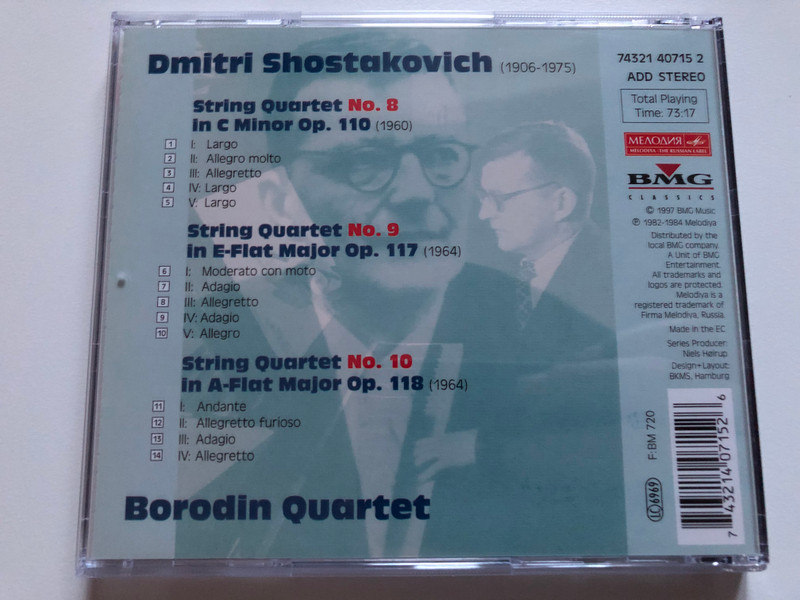 Dmitri Shostakovich (1906-1975)
String Quartet No. 8
in C Minor Op. 110 (1960)
1 I: Largo
2 II: Allegro molto
3 III: Allegretto
4 IV: Largo
5 V: Largo
String Quartet No. 9
in E-Flat Major Op. 117 (1964)
6 I: Moderato con moto
7 II: Adagio
8 III: Allegretto
9 IV: Adagio
10 V: Allegro
String Quartet No. 10
in A-Flat Major Op. 118 (1964)
11 I: Andante
12 II: Allegretto furioso
13 III: Adagio
14 IV: Allegretto
Borodin Quartet
74321 40715 2
ADD STEREO
Total Playing
Time: 73:17
МЕЛОДИЯ
MELODIYA THE RUSSIAN LABEL
BMG
CLASSICS
© 1997 BMG-Music
℗ 1982-1984 Melodiya
Distributed by the
local BMG company.
A Unit of BMG
Entertainment.
All trademarks and
logos are protected.
Melodiya is a
registered trademark of
Firma Melodiya, Russia.
Made in the EC
Series Producer:
Niels Høirup
Design+Layout:
BKMS, Hamburg
F: BM 720
LC 6969
7 43214 07152 6